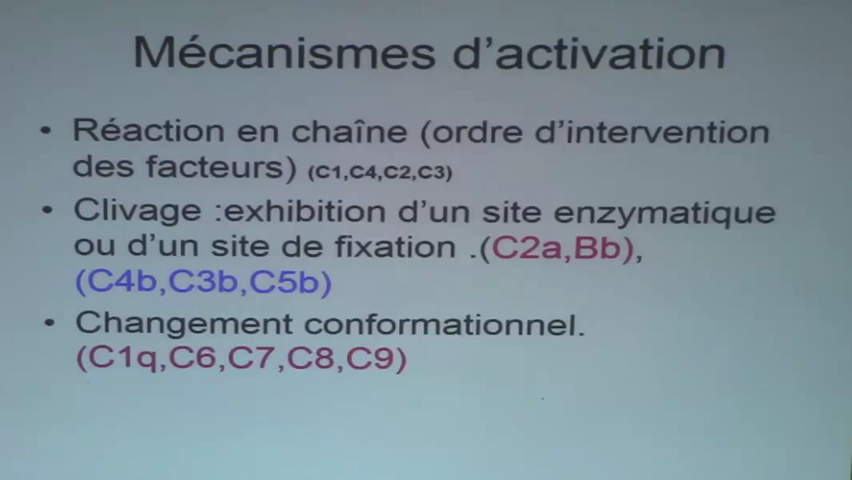 Mécanismes d'activation
• Réaction en chaîne (ordre d'intervention
des facteurs) (C1,C4,C2,C3)
• Clivage :exhibition d'un site enzymatique
ou d'un site de fixation .(C2a,Bb),
(C4b,C3b,C5b)
• Changement conformationnel.
(C1q,C6,C7,C8,C9)